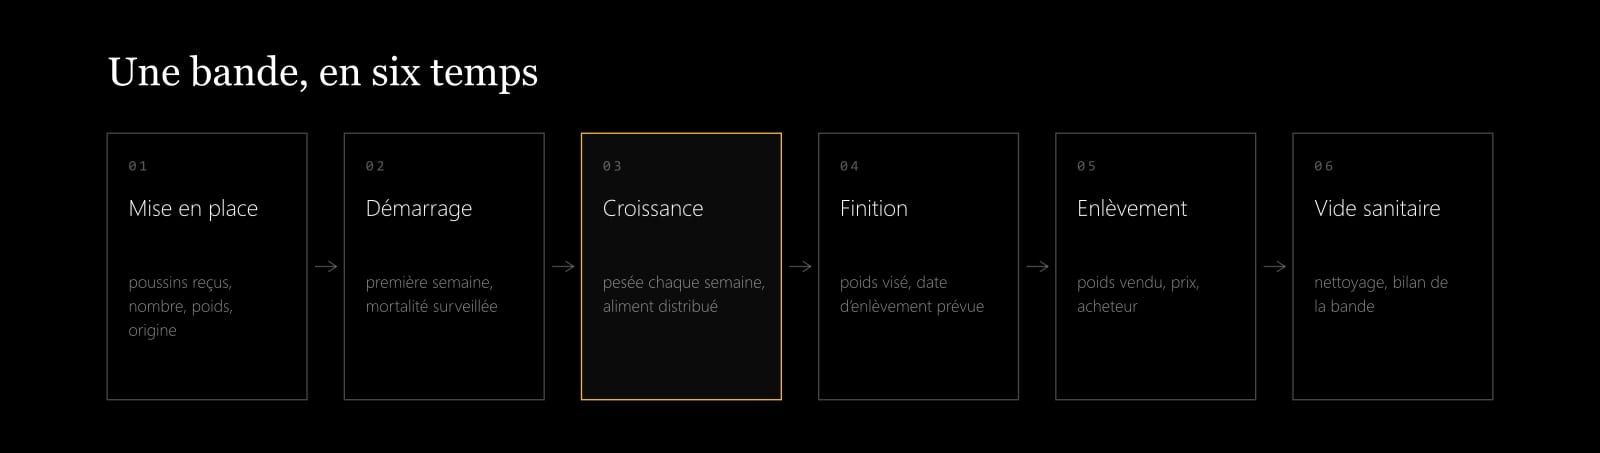 Une bande, en six temps
01
Mise en place
poussins reçus,
nombre, poids,
origine
02
Démarrage
première semaine,
mortalité surveillée
03
Croissance
pesée chaque semaine,
aliment distribué
04
Finition
poids visé, date
d’enlèvement prévue
05
Enlèvement
poids vendu, prix,
acheteur
06
Vide sanitaire
nettoyage, bilan de
la bande